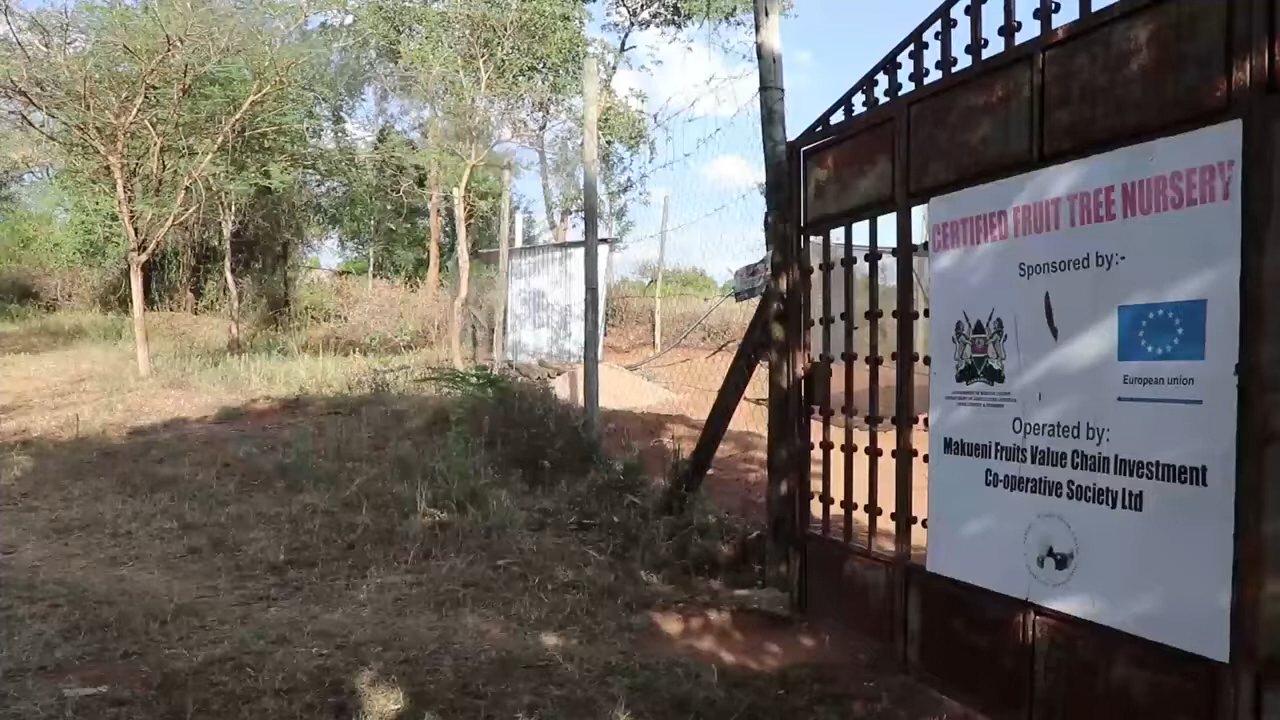 CERTIFIED FRUIT TREE NURSERY
Sponsored by:-
European union
Operated by:
Makueni Fruits Value Chain Investment
Co-operative Society Ltd